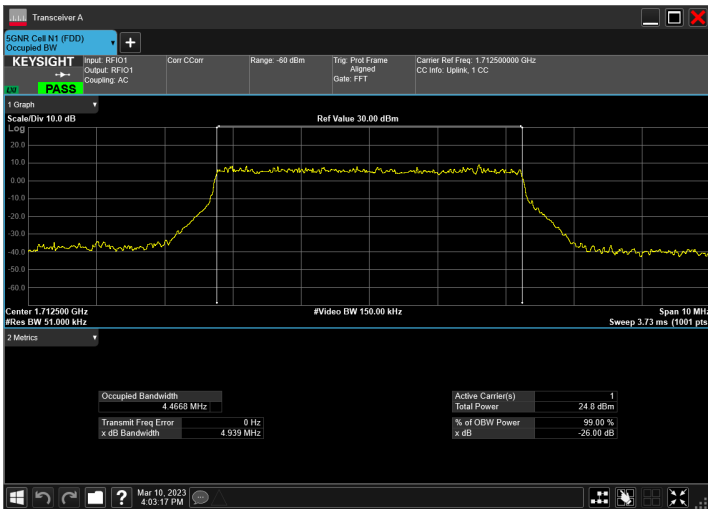 Transceiver A
5GNR Cell N1 (FDD)
Occupied BW
KEYSIGHT
PASS
Input: RFIO1
Output: RFIO1
Coupling: AC
Corr CCorr
Range: -60 dBm
Trig: Prot Frame
Aligned
Gate: FFT
Carrier Ref Freq: 1.712500000 GHz
CC Info: Uplink, 1 CC
1 Graph
Scale/Div 10.0 dB
Ref Value 30.00 dBm
Log
20.0
10.0
0.00
-10.0
-20.0
-30.0
-40.0
-50.0
-60.0
Center 1.712500 GHz
#Video BW 150.00 kHz
Span 10 MHz
#Res BW 51.000 kHz
Sweep 3.73 ms (1001 pts
2 Metrics
Occupied Bandwidth
4.4668 MHz
Transmit Freq Error 0 Hz
x dB Bandwidth 4.939 MHz
Active Carrier(s) 1
Total Power 24.8 dBm
% of OBW Power 99.00 %
x dB -26.00 dB
Mar 10, 2023
4:03:17 PM